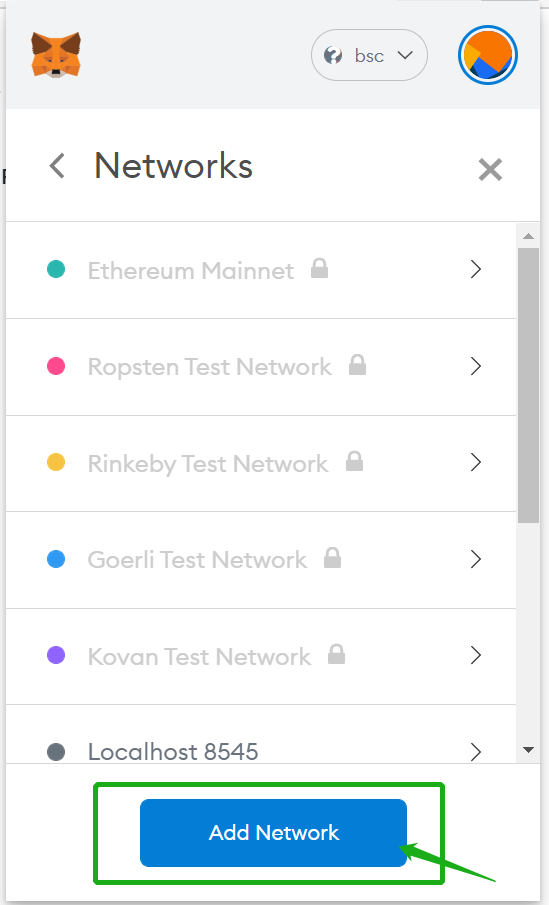 bsc
Networks
Ethereum Mainnet
Ropsten Test Network
Rinkeby Test Network
Goerli Test Network
Kovan Test Network
Localhost 8545
Add Network